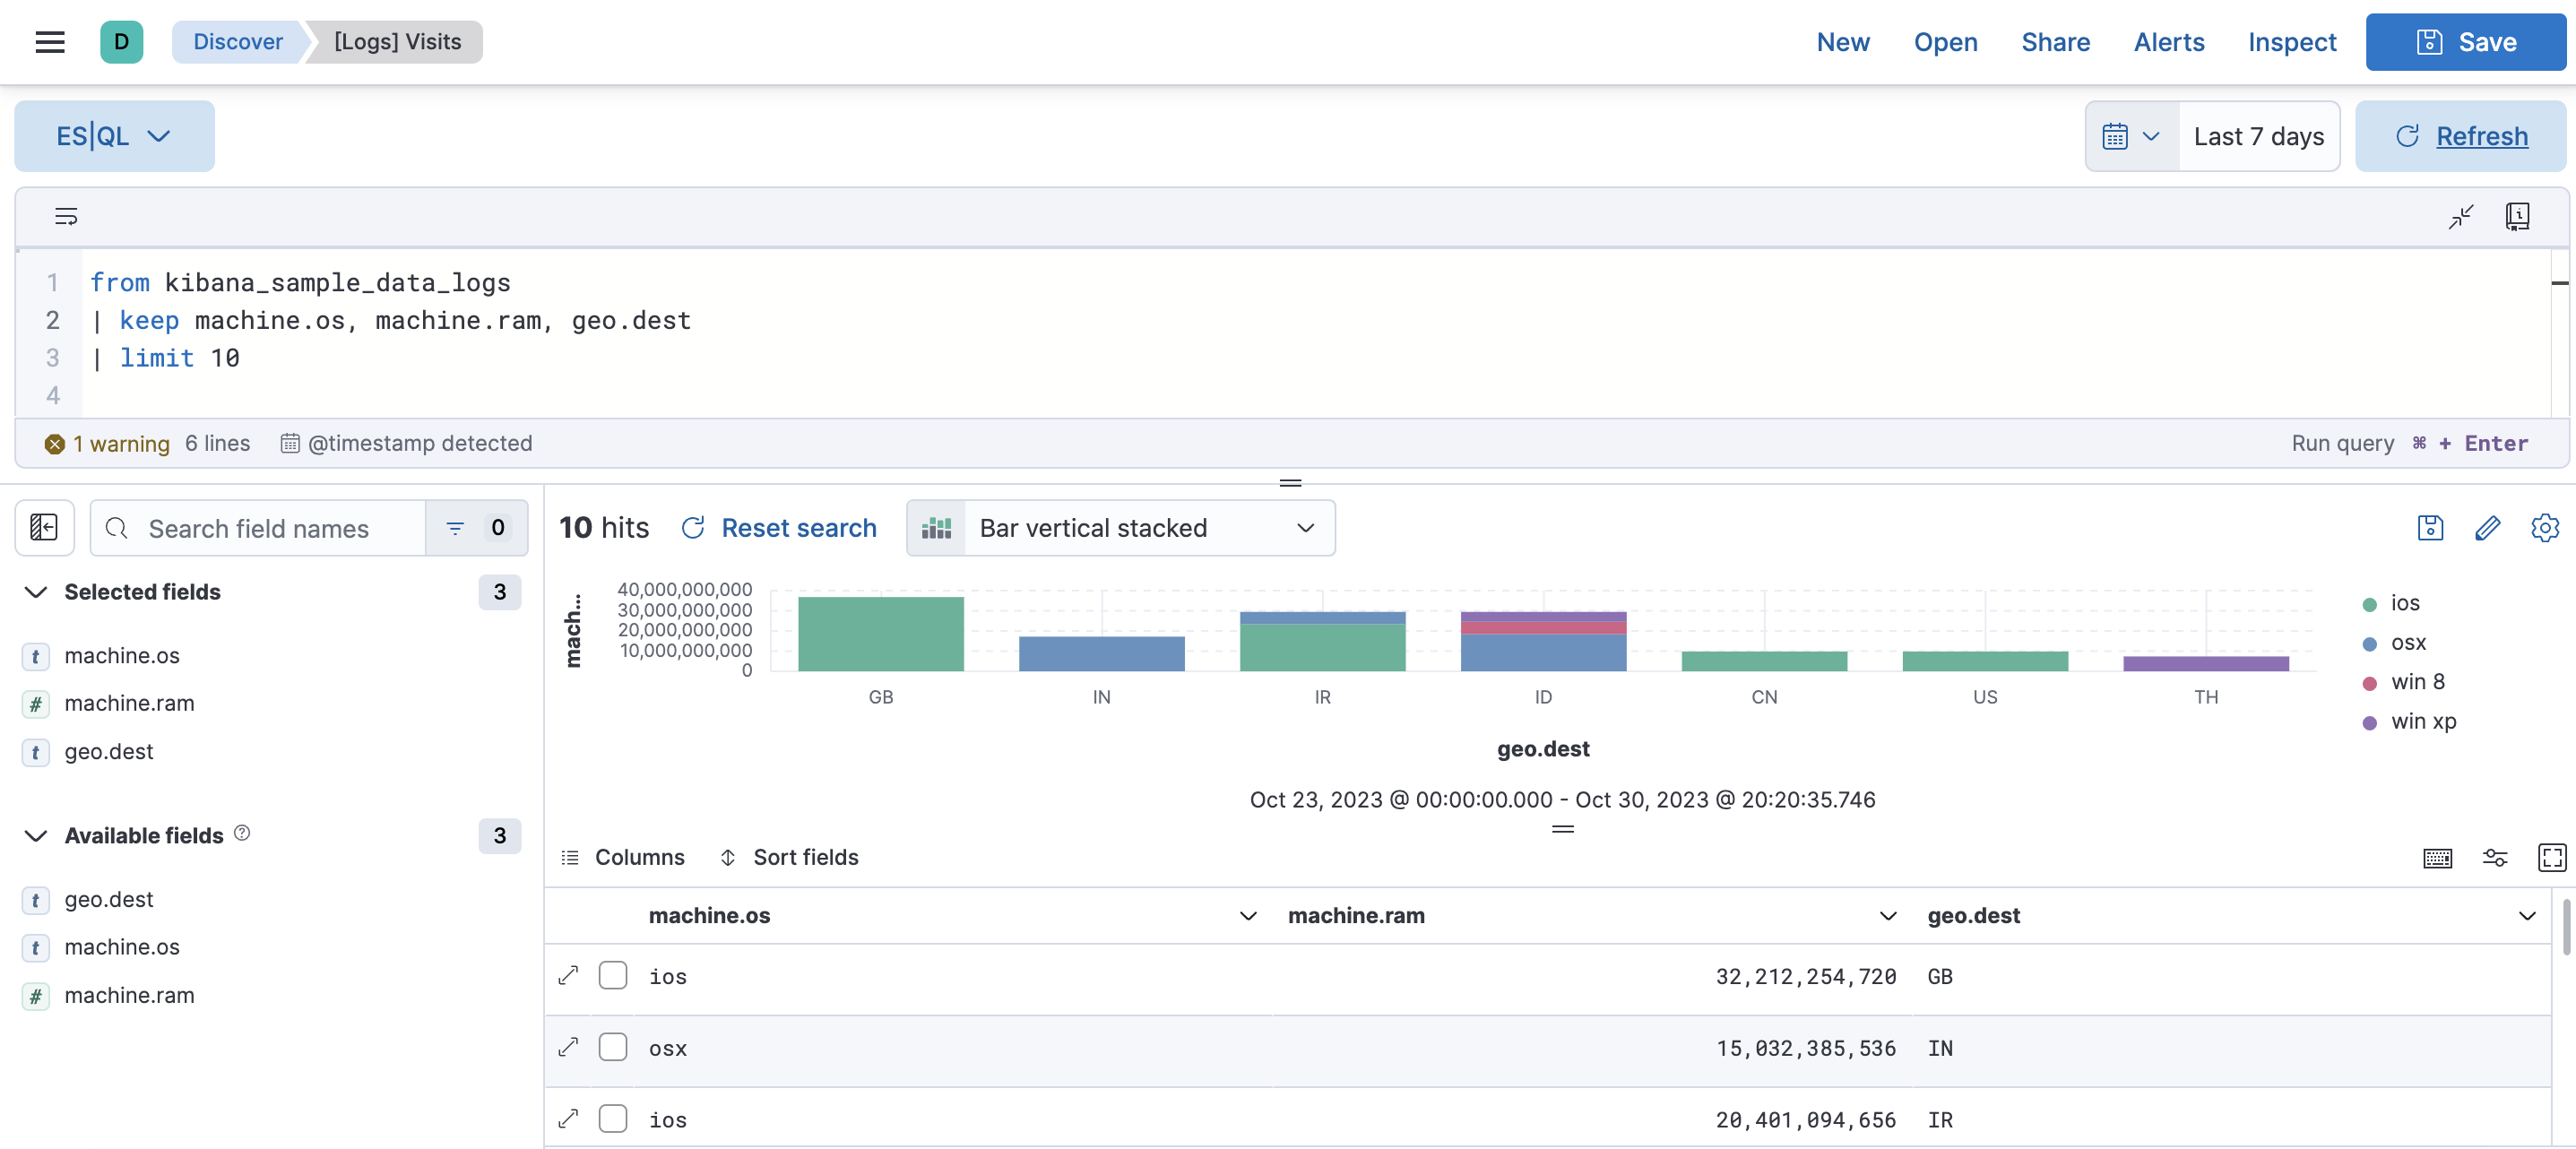 D Discover [Logs] Visits New Open Share Alerts Inspect Save
ES|QL Last 7 days Refresh
1 from kibana_sample_data_logs
2 | keep machine.os, machine.ram, geo.dest
3 | limit 10
4
1 warning 6 lines @timestamp detected Run query ⌘ + Enter
Search field names 0
Selected fields 3
t machine.os
# machine.ram
t geo.dest
Available fields 3
t geo.dest
t machine.os
# machine.ram
10 hits Reset search Bar vertical stacked
mach...
40,000,000,000
30,000,000,000
20,000,000,000
10,000,000,000
0
GB IN IR ID CN US TH
geo.dest
ios
osx
win 8
win xp
Oct 23, 2023 @ 00:00:00.000 - Oct 30, 2023 @ 20:20:35.746
Columns Sort fields
machine.os machine.ram geo.dest
ios 32,212,254,720 GB
osx 15,032,385,536 IN
ios 20,401,094,656 IR